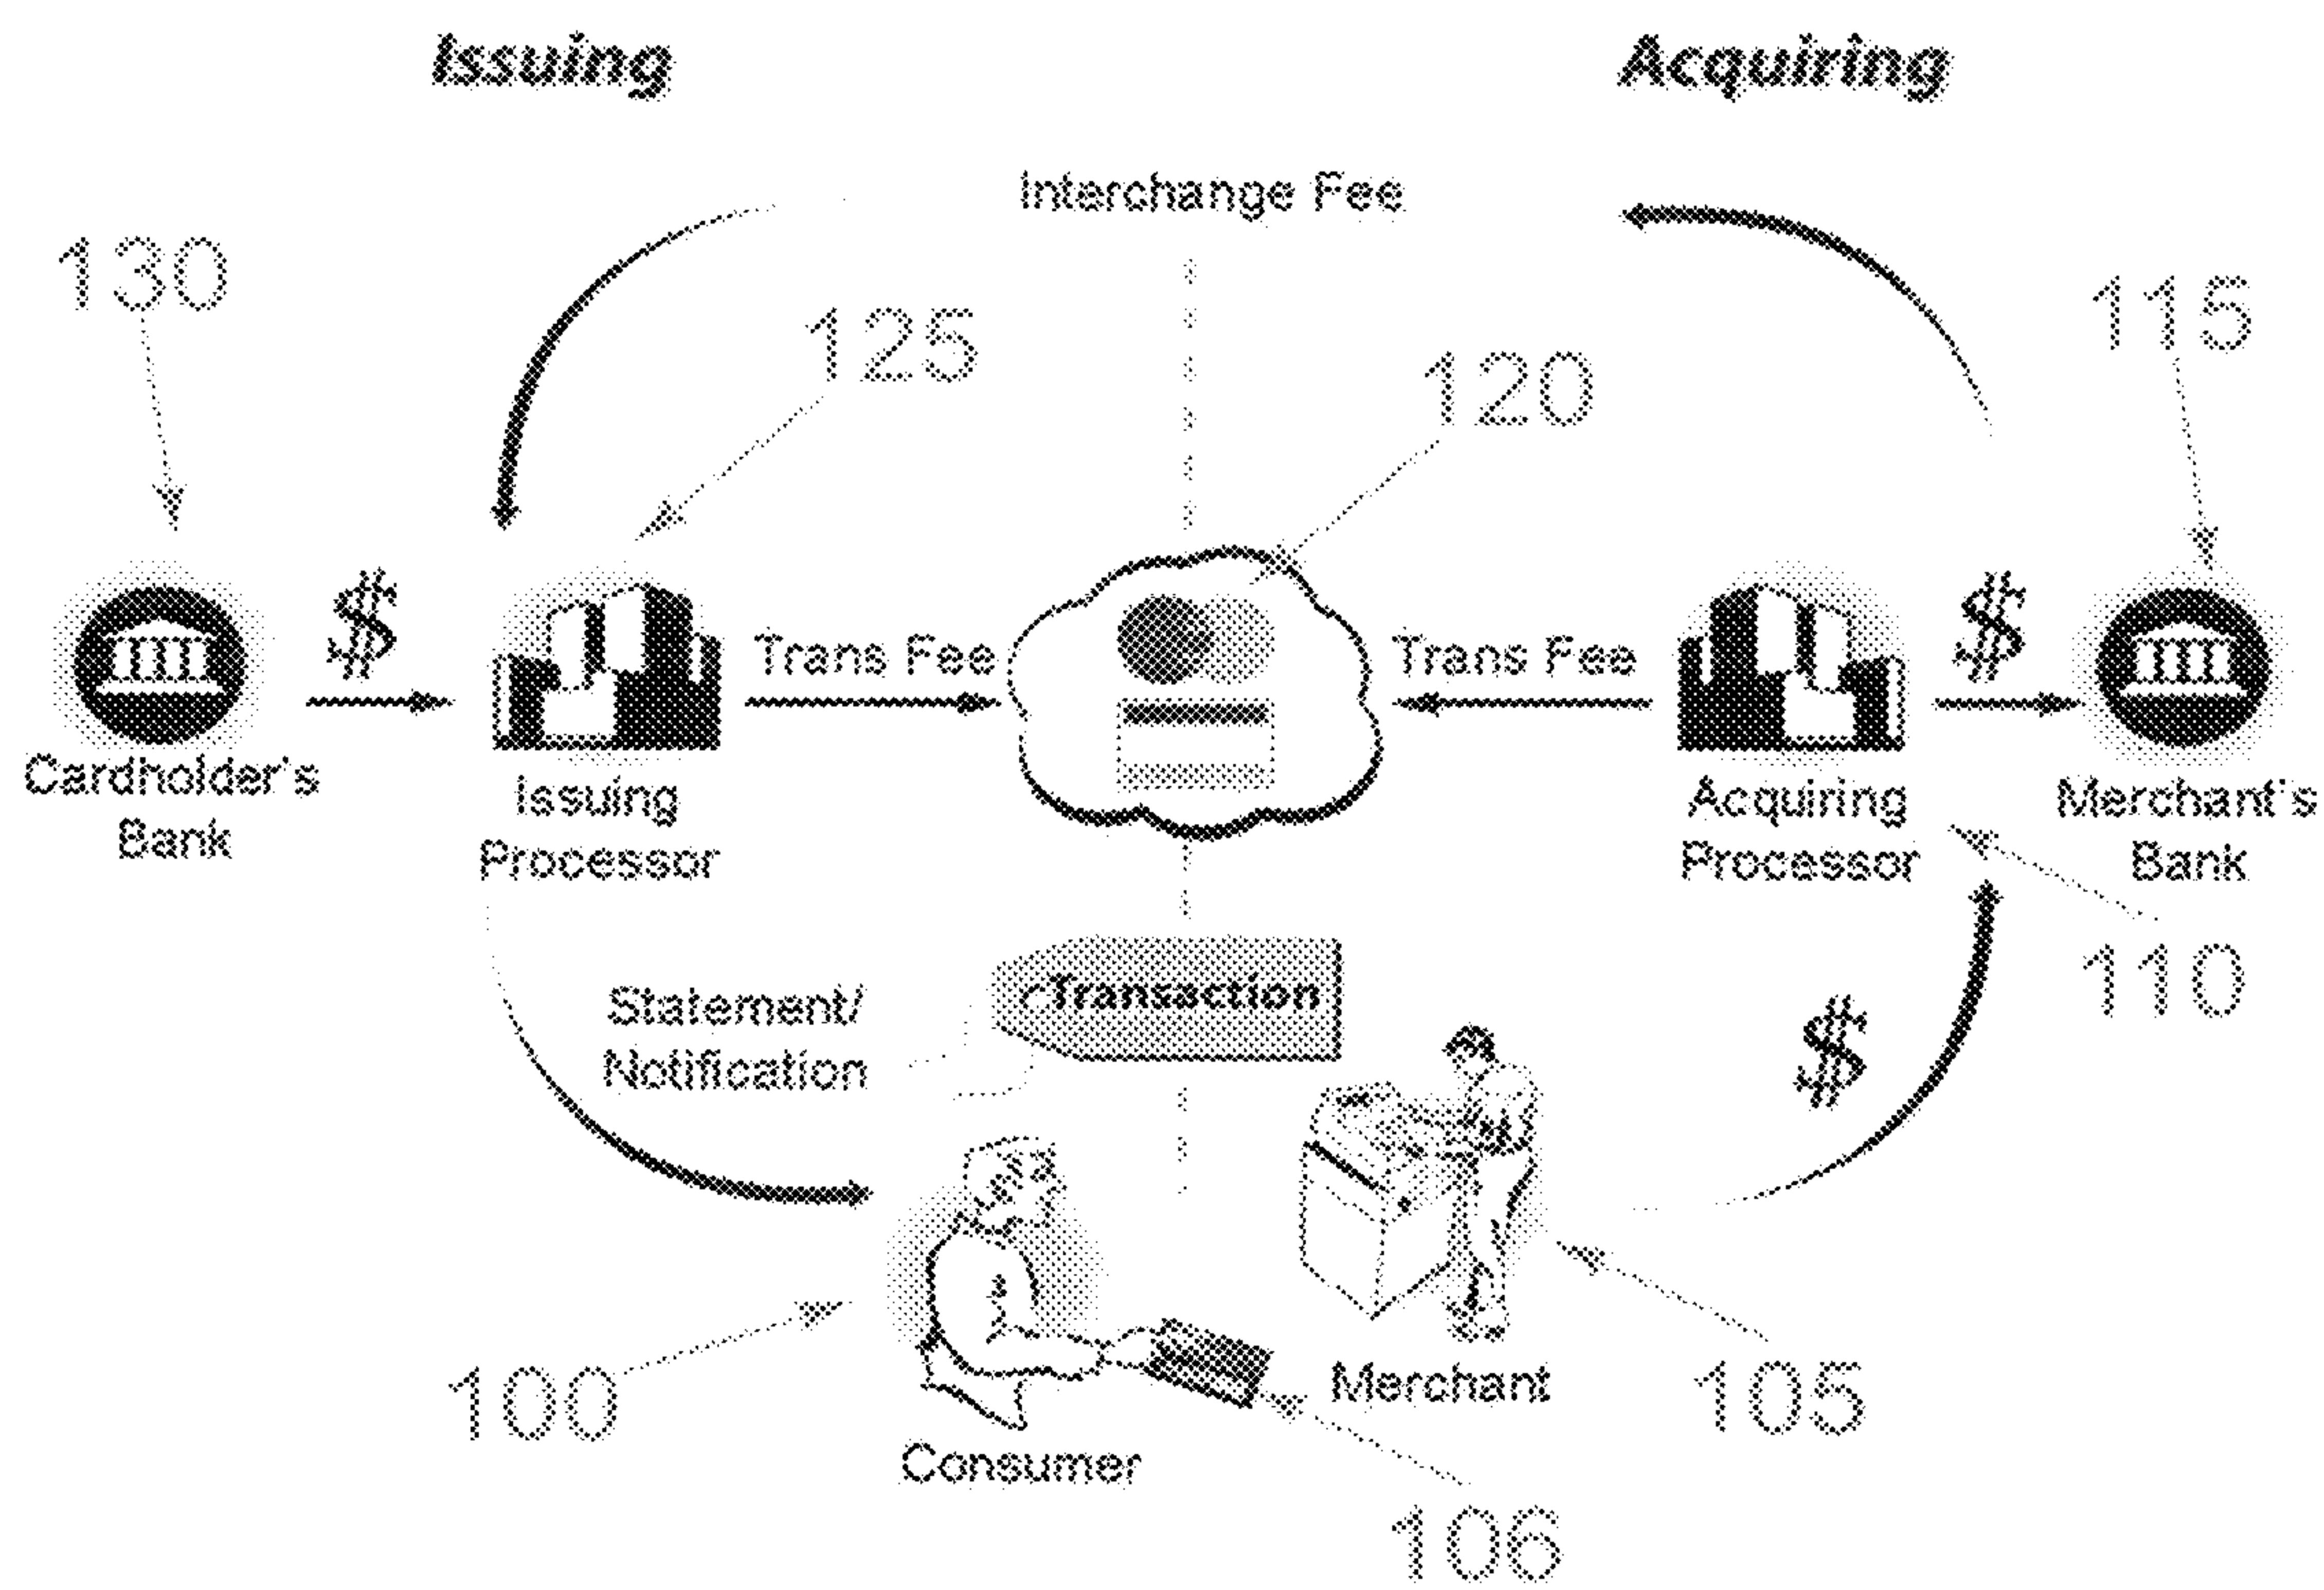 Issuing
Acquiring
Interchange Fee
130
125
120
115
$
Trans Fee
Trans Fee
$
Cardholder's
Bank
Issuing
Processor
Acquiring
Processor
Merchant's
Bank
Transaction
Statement/
Notification
$
110
100
Merchant
105
Consumer
106